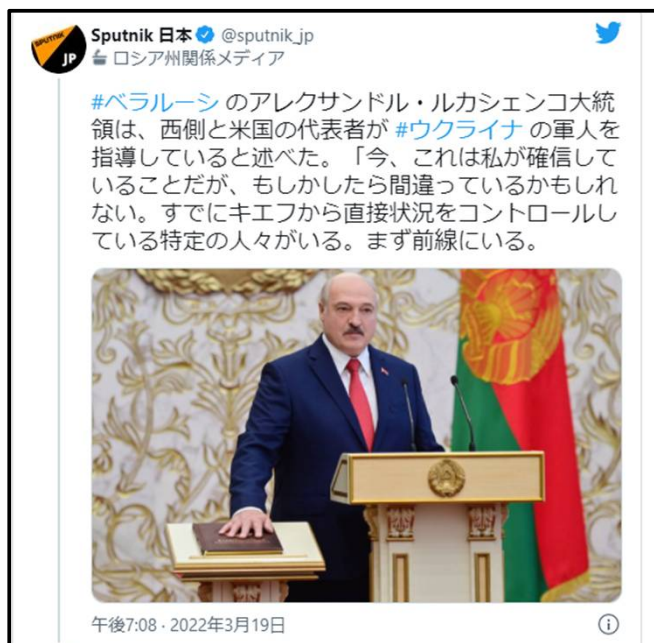 Sputnik 日本 @sputnik_jp
ロシア州関係メディア
#ベラルーシ のアレクサンドル・ルカシェンコ大統
領は、西側と米国の代表者が #ウクライナ の軍人を
指導していると述べた。「今、これは私が確信して
いることだが、もしかしたら間違っているかもしれ
ない。すでにキエフから直接状況をコントロールし
ている特定の人々がいる。まず前線にいる。
午後7:08 · 2022年3月19日
SPUTNIK
JP